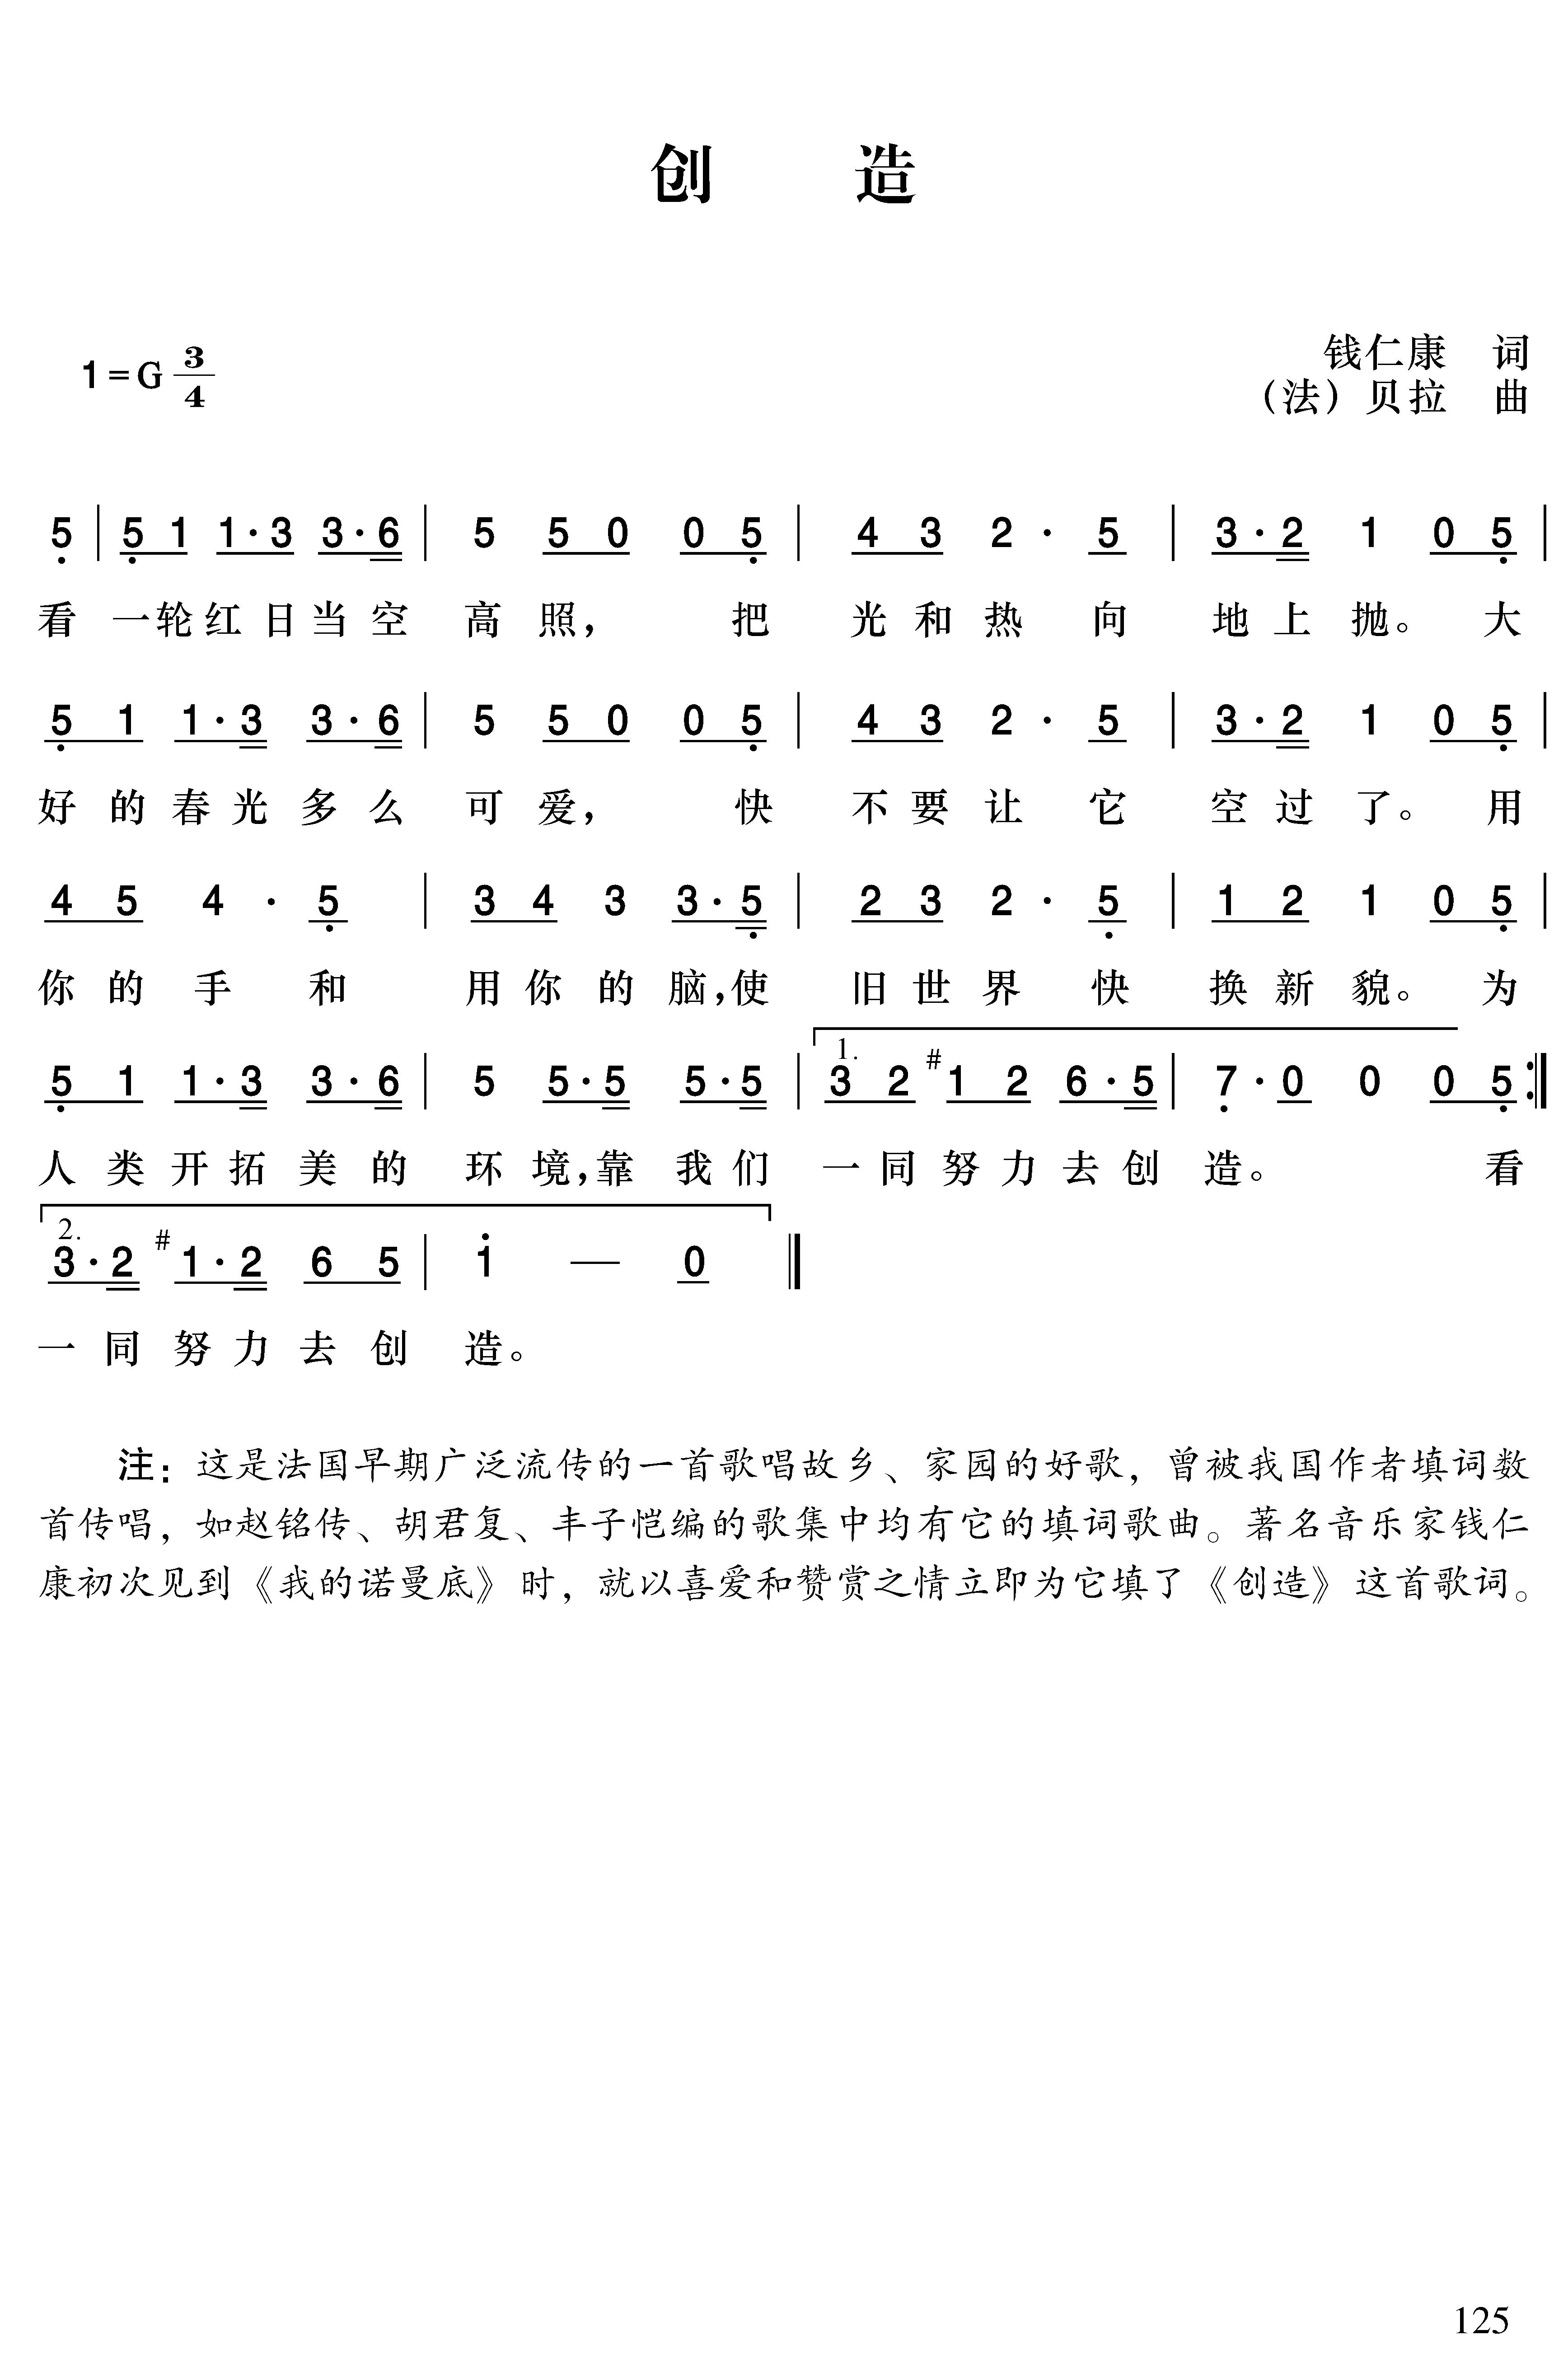 创 造
1=G 3/4
钱仁康 词
（法）贝拉 曲
5 | 5 1 1·3 3·6 | 5 5 0 0 5 | 4 3 2· 5 | 3·2 1 0 5 |
看 一轮红日当空 高照， 把 光和热 向 地上抛。 大
5 1 1·3 3·6 | 5 5 0 0 5 | 4 3 2· 5 | 3·2 1 0 5 |
好的春光多么 可爱， 快 不要让 它 空过了。 用
4 5 4 · 5 | 3 4 3 3·5 | 2 3 2· 5 | 1 2 1 0 5 |
你的手 和 用你的脑，使 旧世界 快 换新貌。 为
1.
5 1 1·3 3·6 | 5 5·5 5·5 | 3 2 #1 2 6·5 | 7·0 0 0 5 :|
人类开拓美的 环境，靠我们 一同努力去创 造。 看
2.
3·2 #1·2 6 5 | 1 — 0 ‖
一同努力去创 造。
注：这是法国早期广泛流传的一首歌唱故乡、家园的好歌，曾被我国作者填词数
首传唱，如赵铭传、胡君复、丰子恺编的歌集中均有它的填词歌曲。著名音乐家钱仁
康初次见到《我的诺曼底》时，就以喜爱和赞赏之情立即为它填了《创造》这首歌词。
125